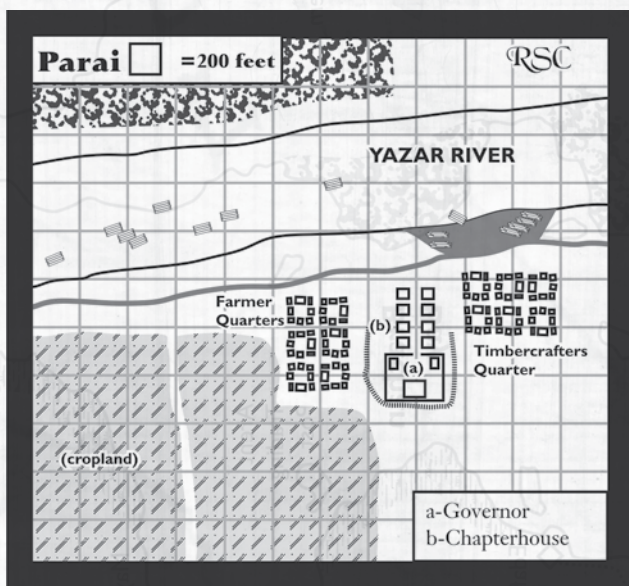 Parai = 200 feet
RSC
YAZAR RIVER
Farmer
Quarters
(b)
(a)
Timbercrafters
Quarter
(cropland)
a-Governor
b-Chapterhouse